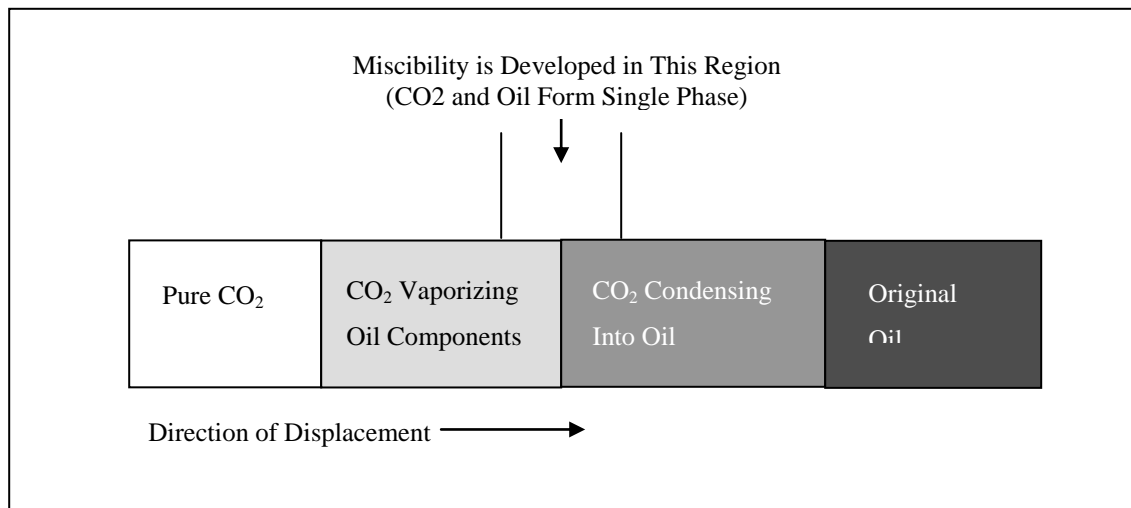 Miscibility is Developed in This Region
(CO2 and Oil Form Single Phase)
Pure CO₂
CO₂ Vaporizing
Oil Components
CO₂ Condensing
Into Oil
Original
Oil
Direction of Displacement